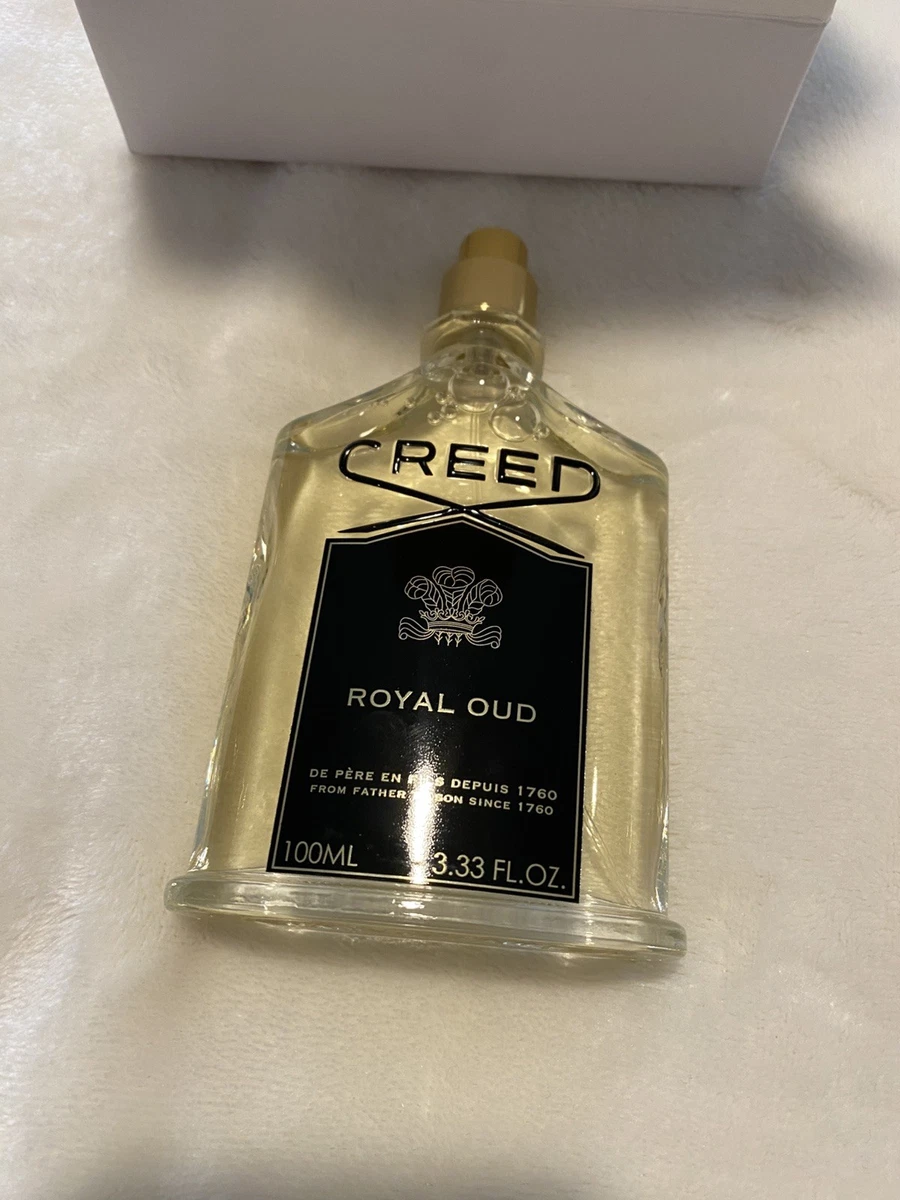 CREED
ROYAL OUD
DE PÈRE EN DEPUIS 1760
FROM FATHER SON SINCE 1760
100ML 3.33 FL.OZ.